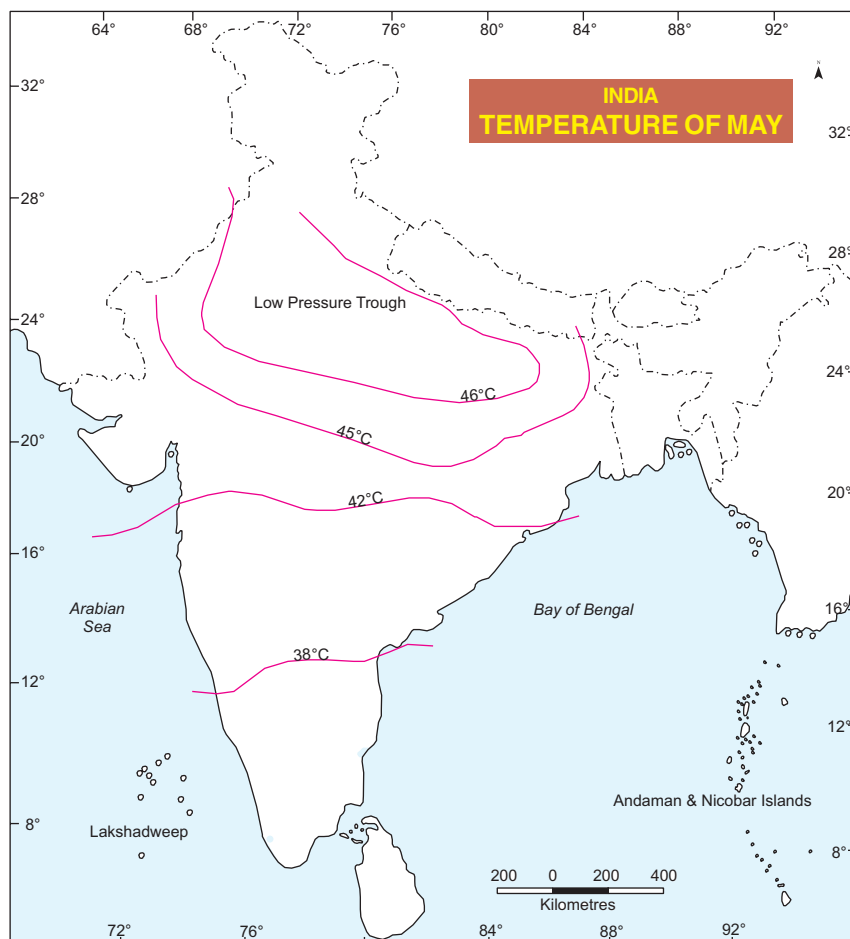 64° 68° 72° 76° 80° 84° 88° 92°
N
INDIA
TEMPERATURE OF MAY
32°
32°
28°
28°
Low Pressure Trough
24°
24°
46°C
45°C
20°
20°
42°C
16°
16°
Arabian
Sea
Bay of Bengal
38°C
12°
12°
Andaman & Nicobar Islands
Lakshadweep
8°
8°
200 0 200 400
Kilometres
72° 76° 84° 88° 92°